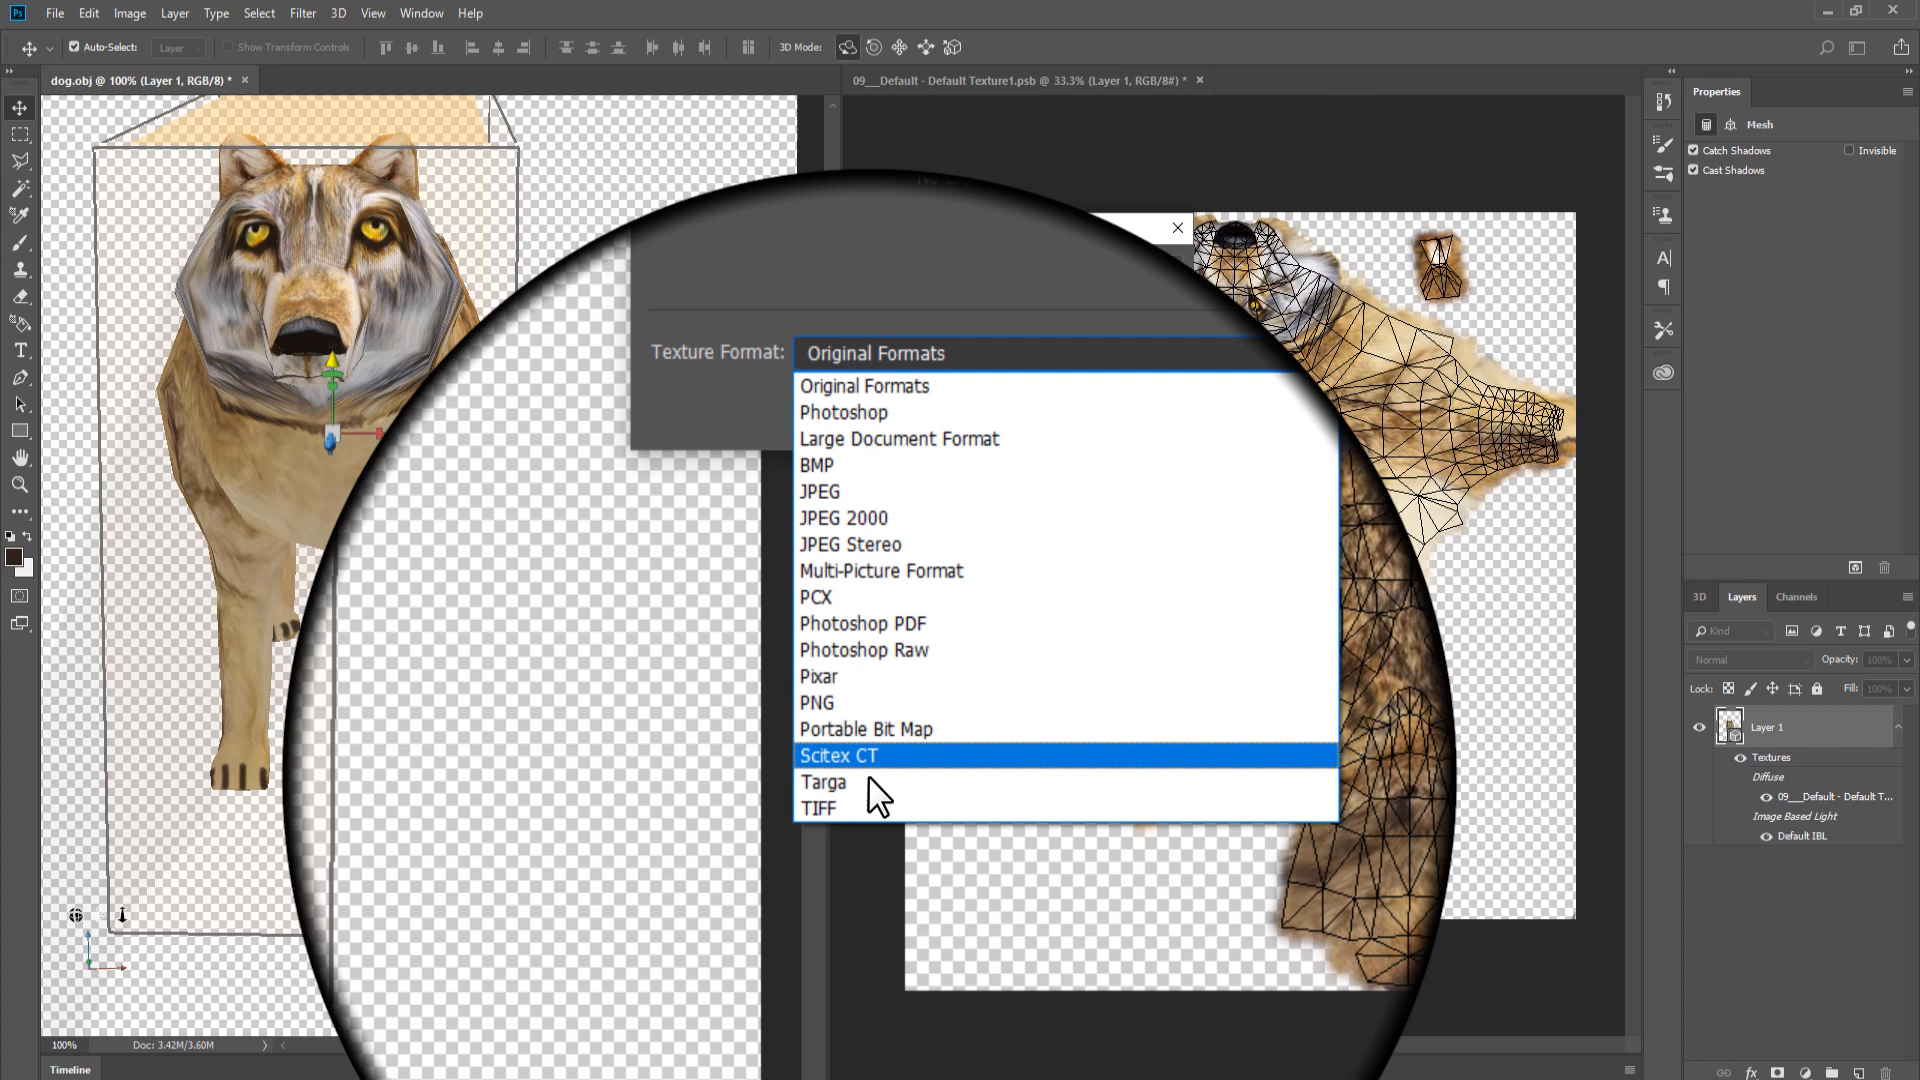 Ps File Edit Image Layer Type Select Filter 3D View Window Help
Auto-Select: Layer Show Transform Controls 3D Mode:
dog.obj @ 100% (Layer 1, RGB/8) *
09___Default - Default Texture1.psb @ 33.3% (Layer 1, RGB/8#) *
Properties
Mesh
Catch Shadows Invisible
Cast Shadows
Texture Format: Original Formats
Original Formats
Photoshop
Large Document Format
BMP
JPEG
JPEG 2000
JPEG Stereo
Multi-Picture Format
PCX
Photoshop PDF
Photoshop Raw
Pixar
PNG
Portable Bit Map
Scitex CT
Targa
TIFF
3D Layers Channels
Kind
Normal Opacity: 100%
Lock: Fill: 100%
Layer 1
Textures
Diffuse
09___Default - Default T...
Image Based Light
Default IBL
100% Doc: 3.42M/3.60M
Timeline